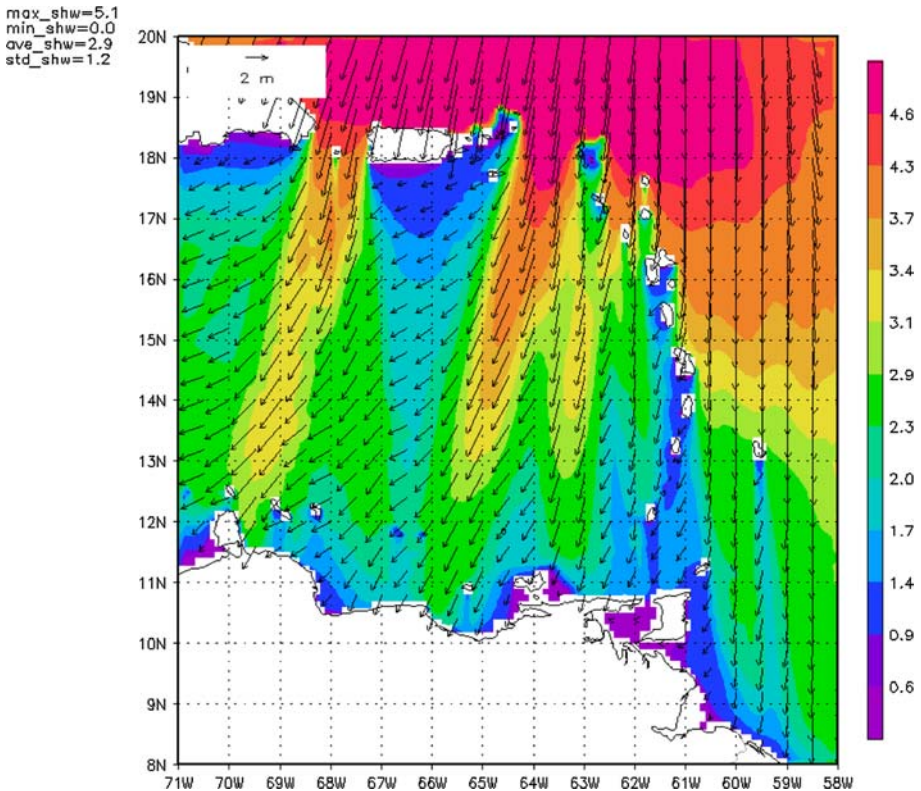 max_shw=5.1
min_shw=0.0
ave_shw=2.9
std_shw=1.2
2 m
20N
19N
18N
17N
16N
15N
14N
13N
12N
11N
10N
9N
8N
71W 70W 69W 68W 67W 66W 65W 64W 63W 62W 61W 60W 59W 58W
4.6
4.3
3.7
3.4
3.1
2.9
2.3
2.0
1.7
1.4
0.9
0.6